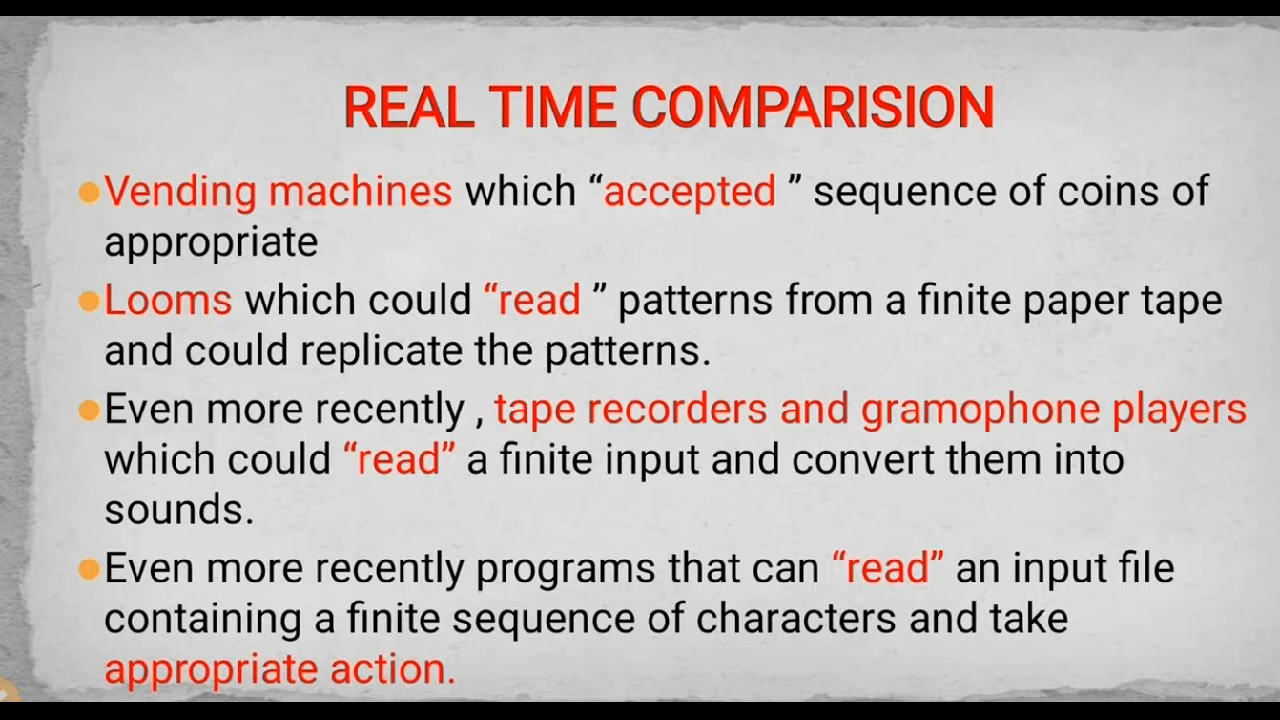 REAL TIME COMPARISION
●Vending machines which “accepted ” sequence of coins of
appropriate
●Looms which could “read ” patterns from a finite paper tape
and could replicate the patterns.
●Even more recently , tape recorders and gramophone players
which could “read” a finite input and convert them into
sounds.
●Even more recently programs that can “read” an input file
containing a finite sequence of characters and take
appropriate action.